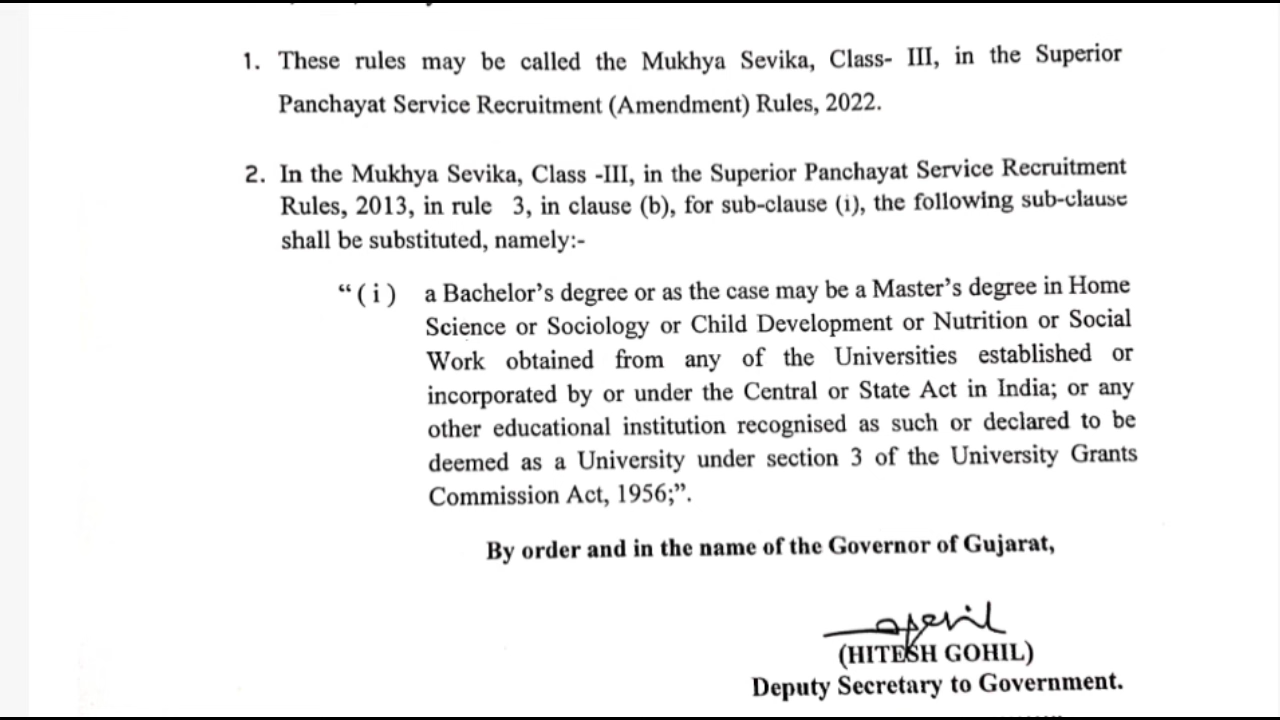 1. These rules may be called the Mukhya Sevika, Class- III, in the Superior
Panchayat Service Recruitment (Amendment) Rules, 2022.
2. In the Mukhya Sevika, Class -III, in the Superior Panchayat Service Recruitment
Rules, 2013, in rule 3, in clause (b), for sub-clause (i), the following sub-clause
shall be substituted, namely:-
“(i) a Bachelor’s degree or as the case may be a Master’s degree in Home
Science or Sociology or Child Development or Nutrition or Social
Work obtained from any of the Universities established or
incorporated by or under the Central or State Act in India; or any
other educational institution recognised as such or declared to be
deemed as a University under section 3 of the University Grants
Commission Act, 1956;”.
By order and in the name of the Governor of Gujarat,
(HITESH GOHIL)
Deputy Secretary to Government.